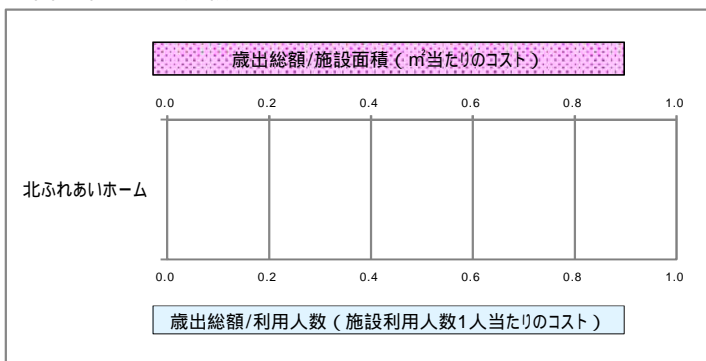 歳出総額/施設面積（㎡当たりのコスト）
0.0 0.2 0.4 0.6 0.8 1.0
北ふれあいホーム
0.0 0.2 0.4 0.6 0.8 1.0
歳出総額/利用人数（施設利用人数1人当たりのコスト）